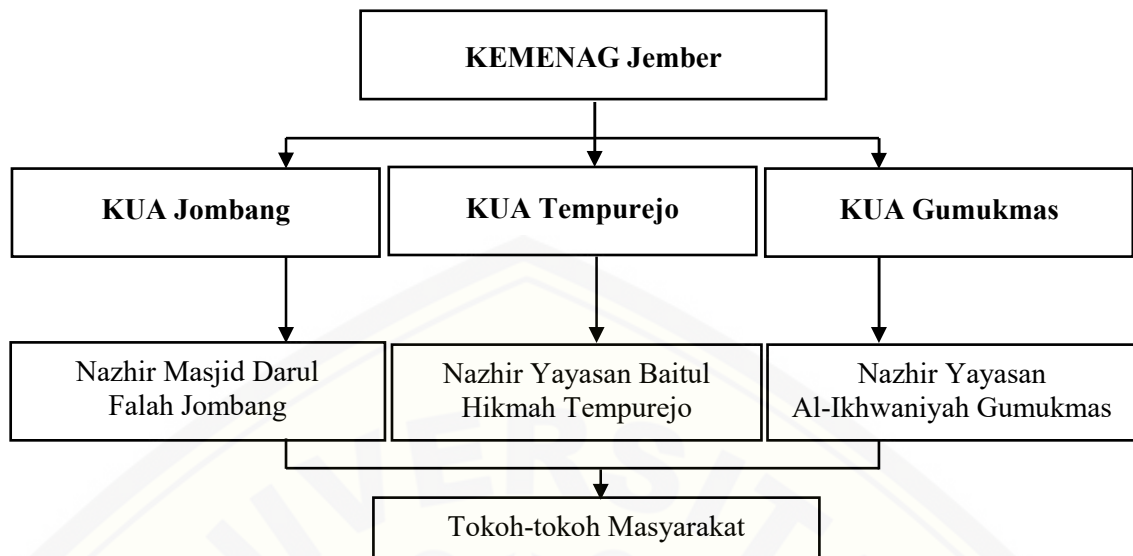 KEMENAG Jember
KUA Jombang
KUA Tempurejo
KUA Gumukmas
Nazhir Masjid Darul
Falah Jombang
Nazhir Yayasan Baitul
Hikmah Tempurejo
Nazhir Yayasan
Al-Ikhwaniyah Gumukmas
Tokoh-tokoh Masyarakat